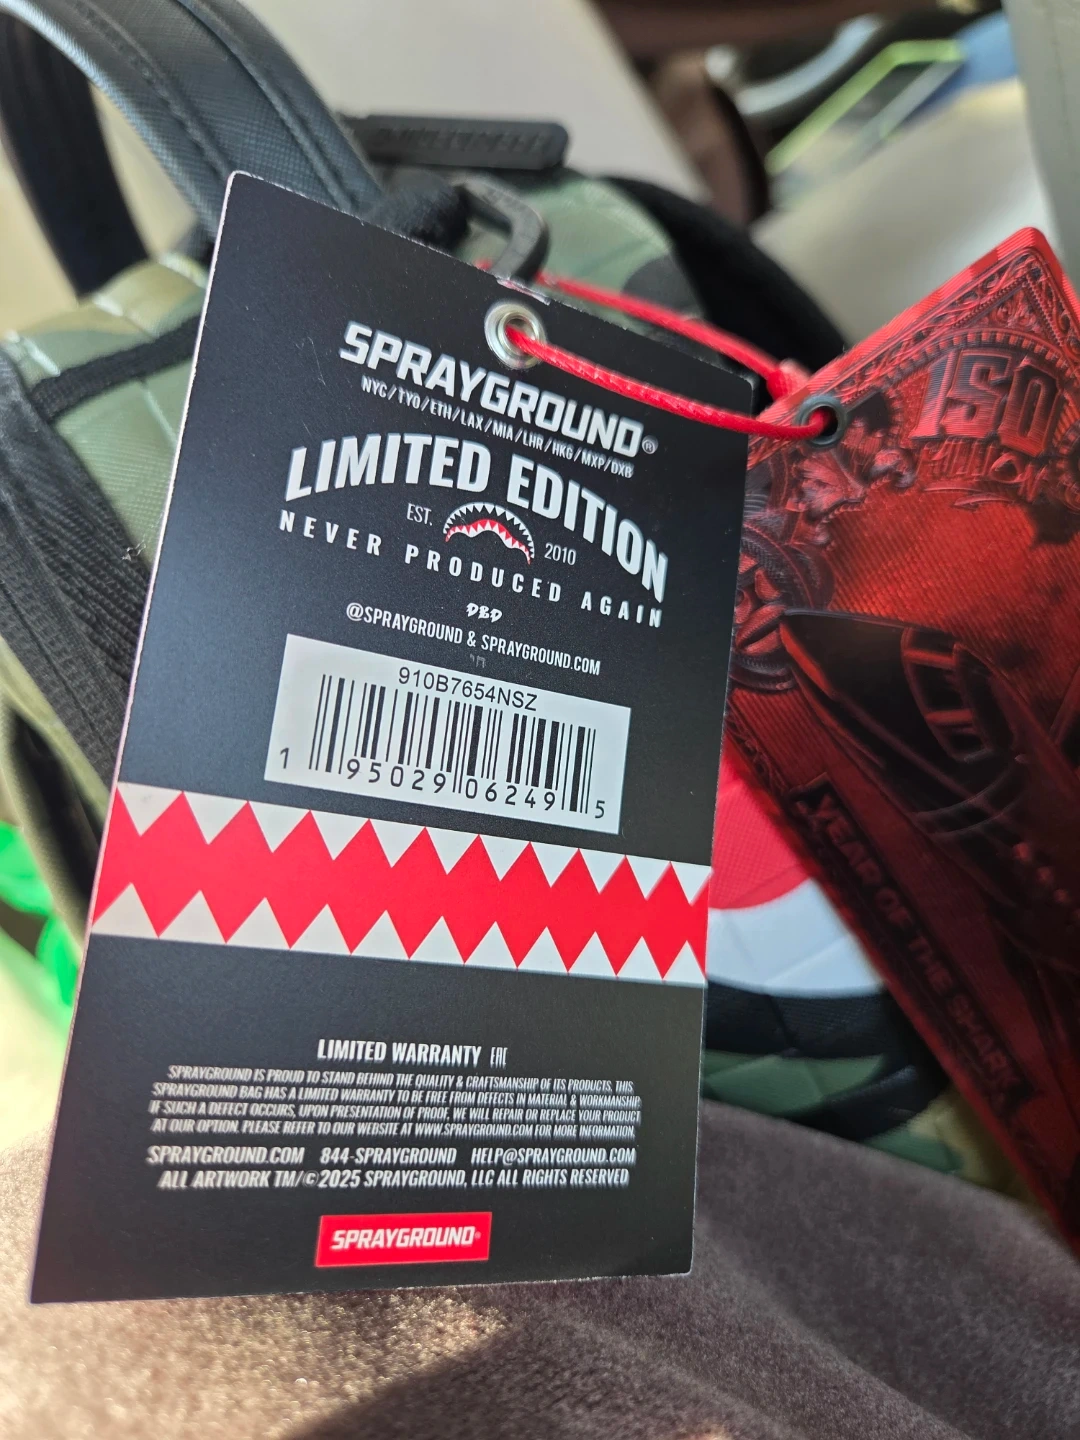 SPRAYGROUND®
NYC/TYO/ETH/LAX/MIA/LHR/HKG/MXP/DXB
LIMITED EDITION
EST. 2010
NEVER PRODUCED AGAIN
DBD
@SPRAYGROUND & SPRAYGROUND.COM
910B7654NSZ
1 95029 06249 5
LIMITED WARRANTY EAC
SPRAYGROUND IS PROUD TO STAND BEHIND THE QUALITY & CRAFTSMANSHIP OF ITS PRODUCTS. THIS
SPRAYGROUND BAG HAS A LIMITED WARRANTY TO BE FREE FROM DEFECTS IN MATERIAL & WORKMANSHIP.
IF SUCH A DEFECT OCCURS, UPON PRESENTATION OF PROOF, WE WILL REPAIR OR REPLACE YOUR PRODUCT
AT OUR OPTION. PLEASE REFER TO OUR WEBSITE AT WWW.SPRAYGROUND.COM FOR MORE INFORMATION.
SPRAYGROUND.COM 844-SPRAYGROUND HELP@SPRAYGROUND.COM
ALL ARTWORK TM/©2025 SPRAYGROUND, LLC ALL RIGHTS RESERVED
SPRAYGROUND
150
YEAR OF THE SHARK